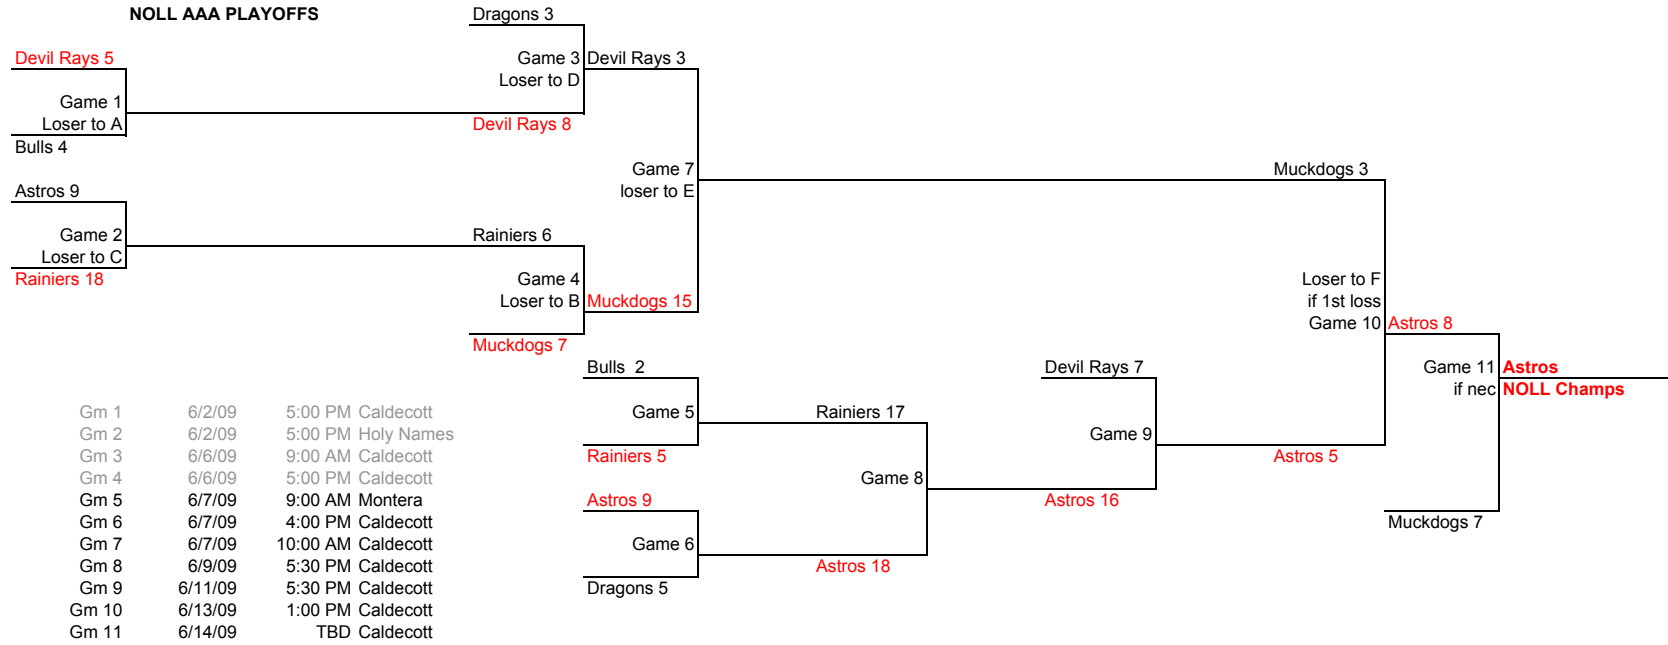 NOLL AAA PLAYOFFS
Dragons 3
Devil Rays 5
Game 3
Devil Rays 3
Loser to D
Game 1
Loser to A
Devil Rays 8
Bulls 4
Game 7
Muckdogs 3
loser to E
Astros 9
Game 2
Rainiers 6
Loser to C
Rainiers 18
Game 4
Loser to F
Loser to B
Muckdogs 15
if 1st loss
Game 10
Astros 8
Muckdogs 7
Bulls  2
Devil Rays 7
Game 11
Astros
if nec
NOLL Champs
Gm 1 6/2/09 5:00 PM Caldecott
Game 5
Rainiers 17
Gm 2 6/2/09 5:00 PM Holy Names
Game 9
Gm 3 6/6/09 9:00 AM Caldecott
Rainiers 5
Astros 5
Gm 4 6/6/09 5:00 PM Caldecott
Game 8
Gm 5 6/7/09 9:00 AM Montera
Astros 9
Astros 16
Gm 6 6/7/09 4:00 PM Caldecott
Muckdogs 7
Gm 7 6/7/09 10:00 AM Caldecott
Game 6
Gm 8 6/9/09 5:30 PM Caldecott
Astros 18
Gm 9 6/11/09 5:30 PM Caldecott
Dragons 5
Gm 10 6/13/09 1:00 PM Caldecott
Gm 11 6/14/09 TBD Caldecott